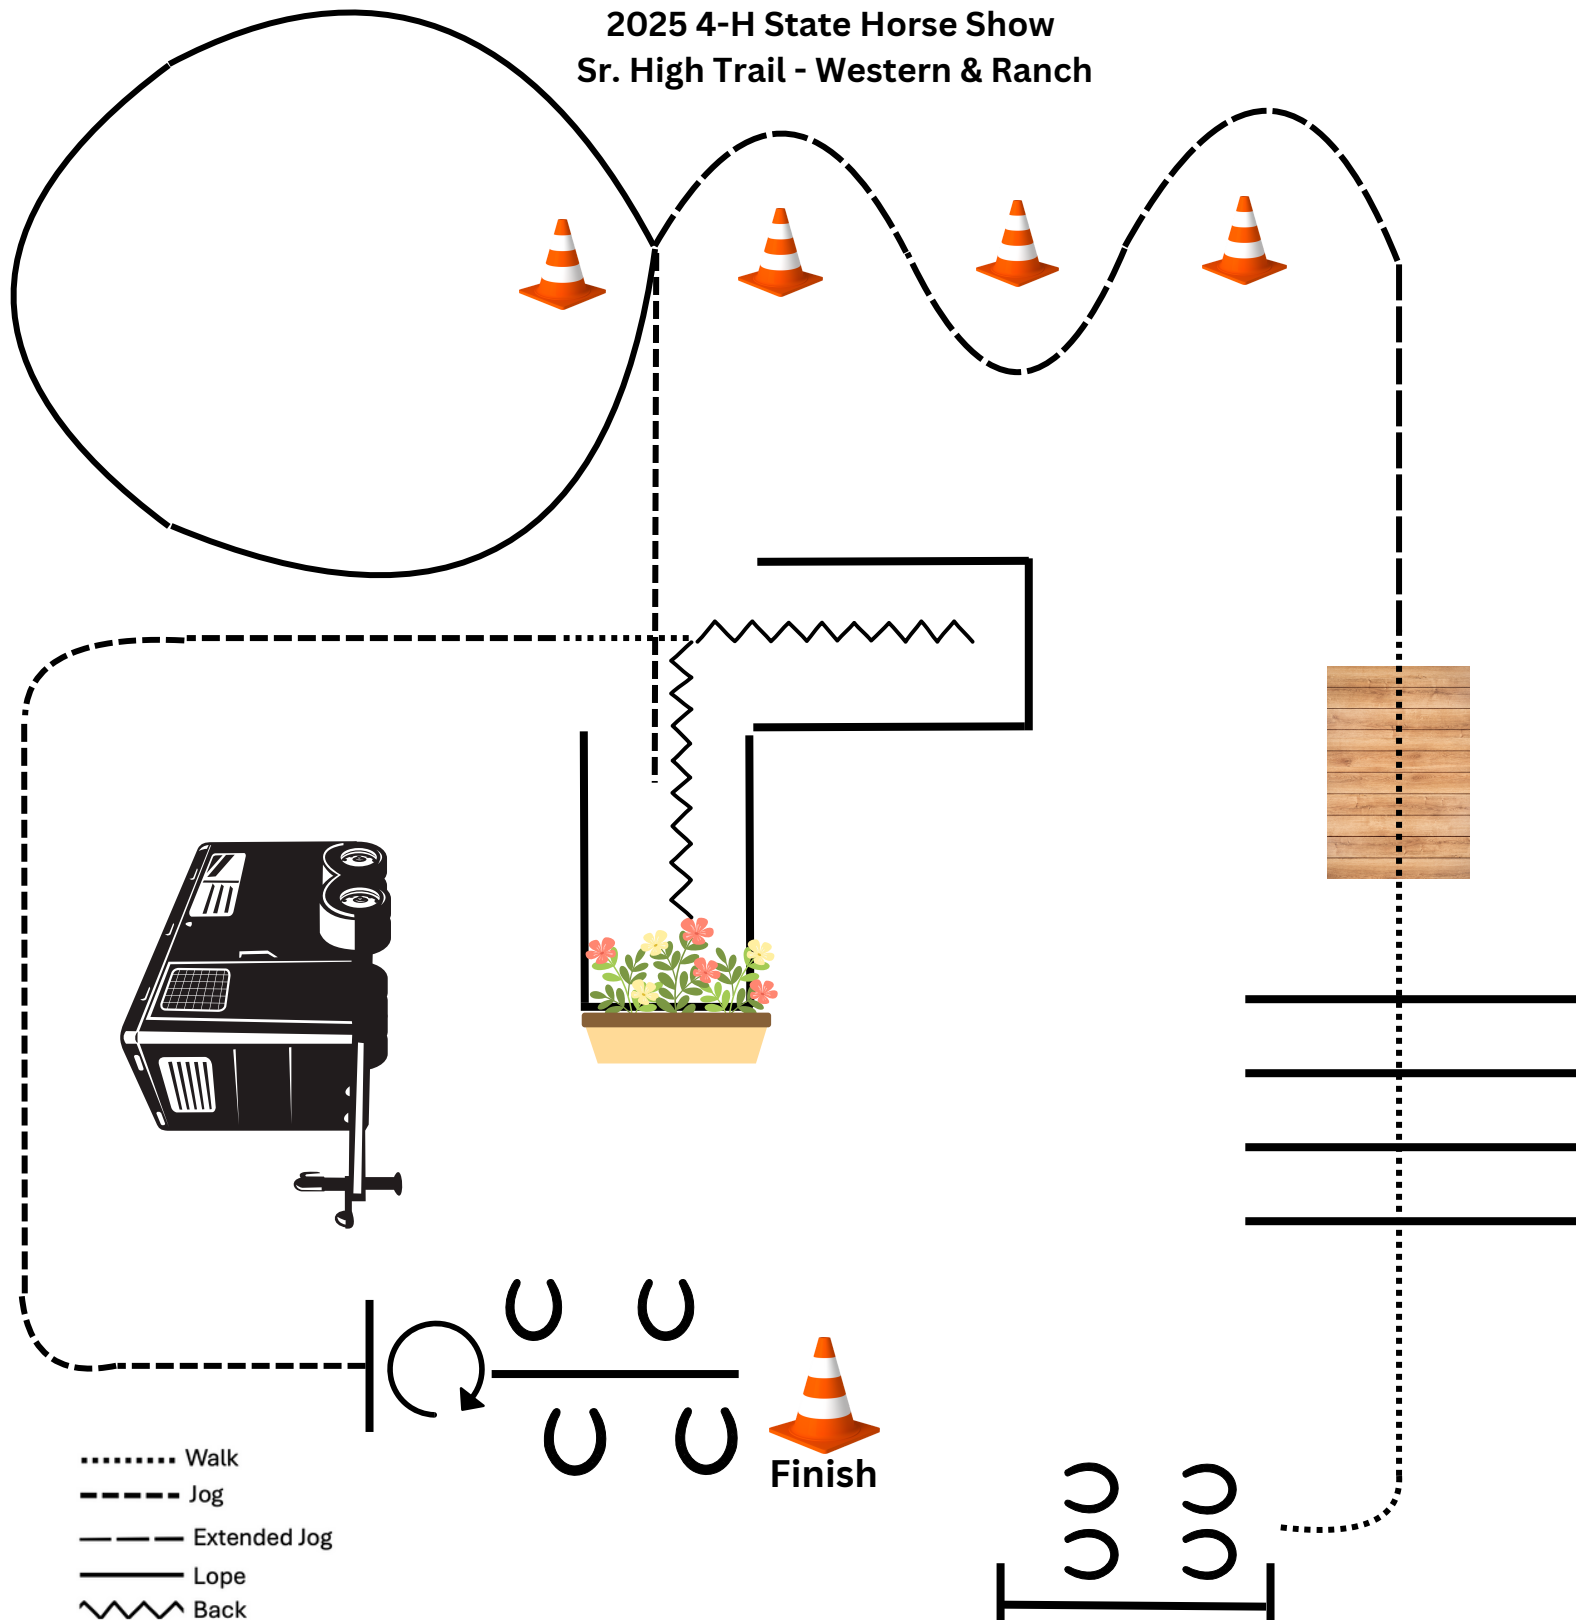 2025 4-H State Horse Show
Sr. High Trail - Western & Ranch
Finish
Walk
Jog
Extended Jog
Lope
Back